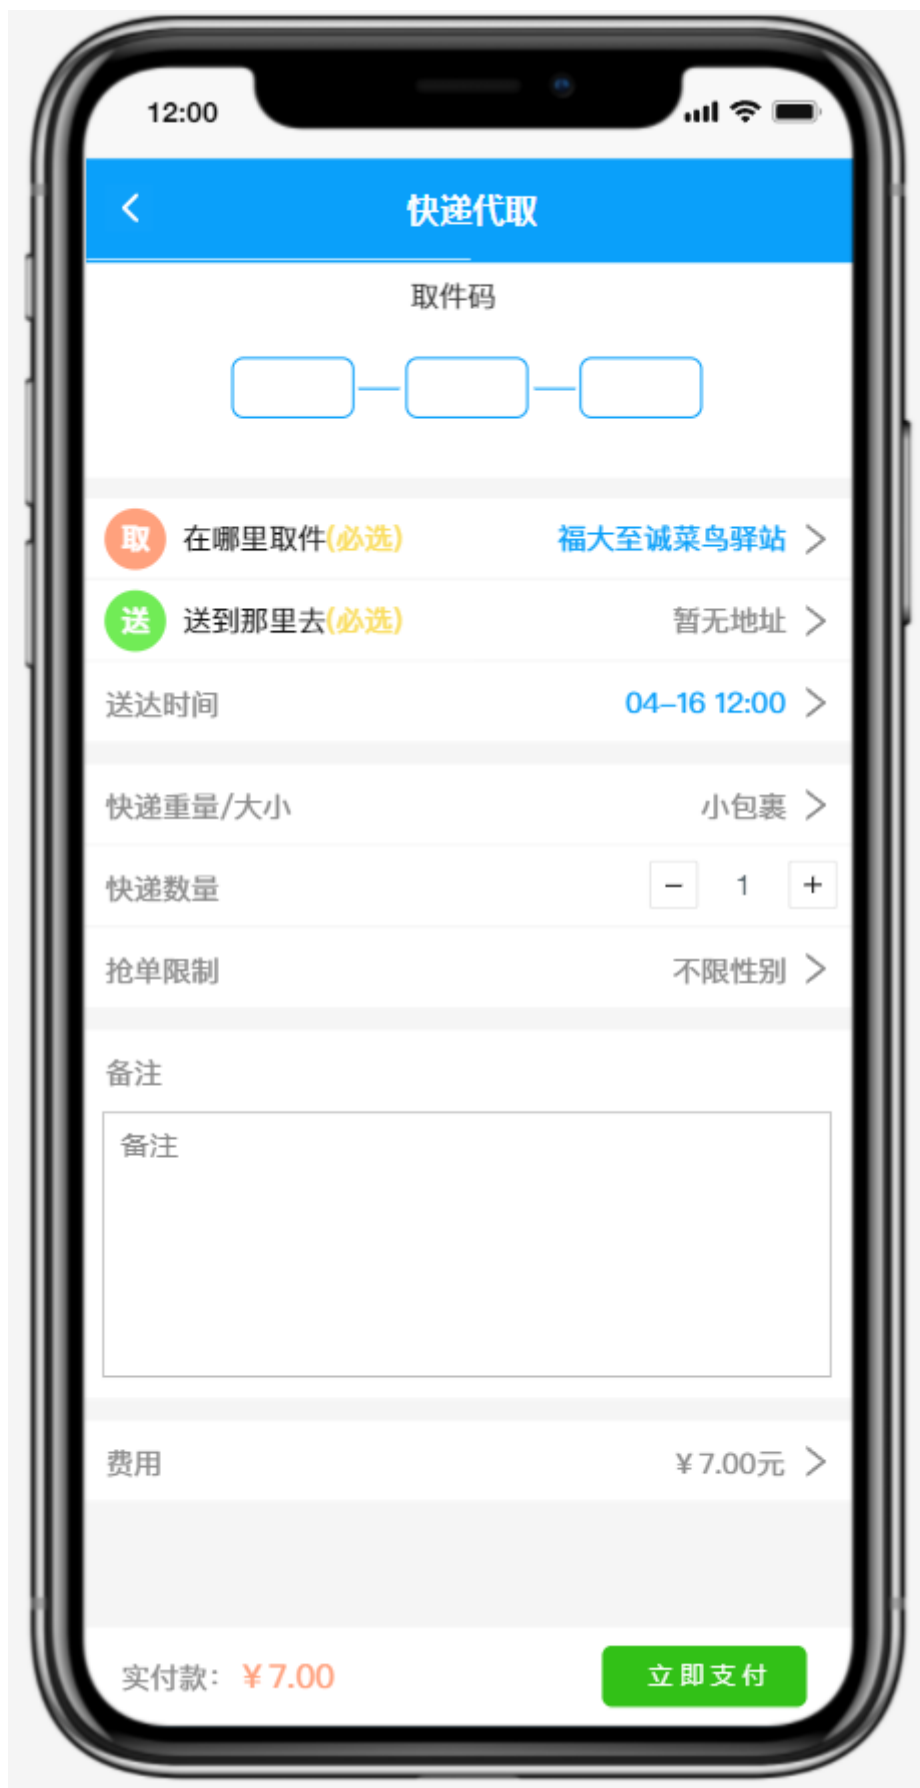 12:00
快递代取
取件码
取 在哪里取件(必选) 福大至诚菜鸟驿站
送 送到那里去(必选) 暂无地址
送达时间 04-16 12:00
快递重量/大小 小包裹
快递数量 - 1 +
抢单限制 不限性别
备注
备注
费用 ¥7.00元
实付款: ¥7.00 立即支付